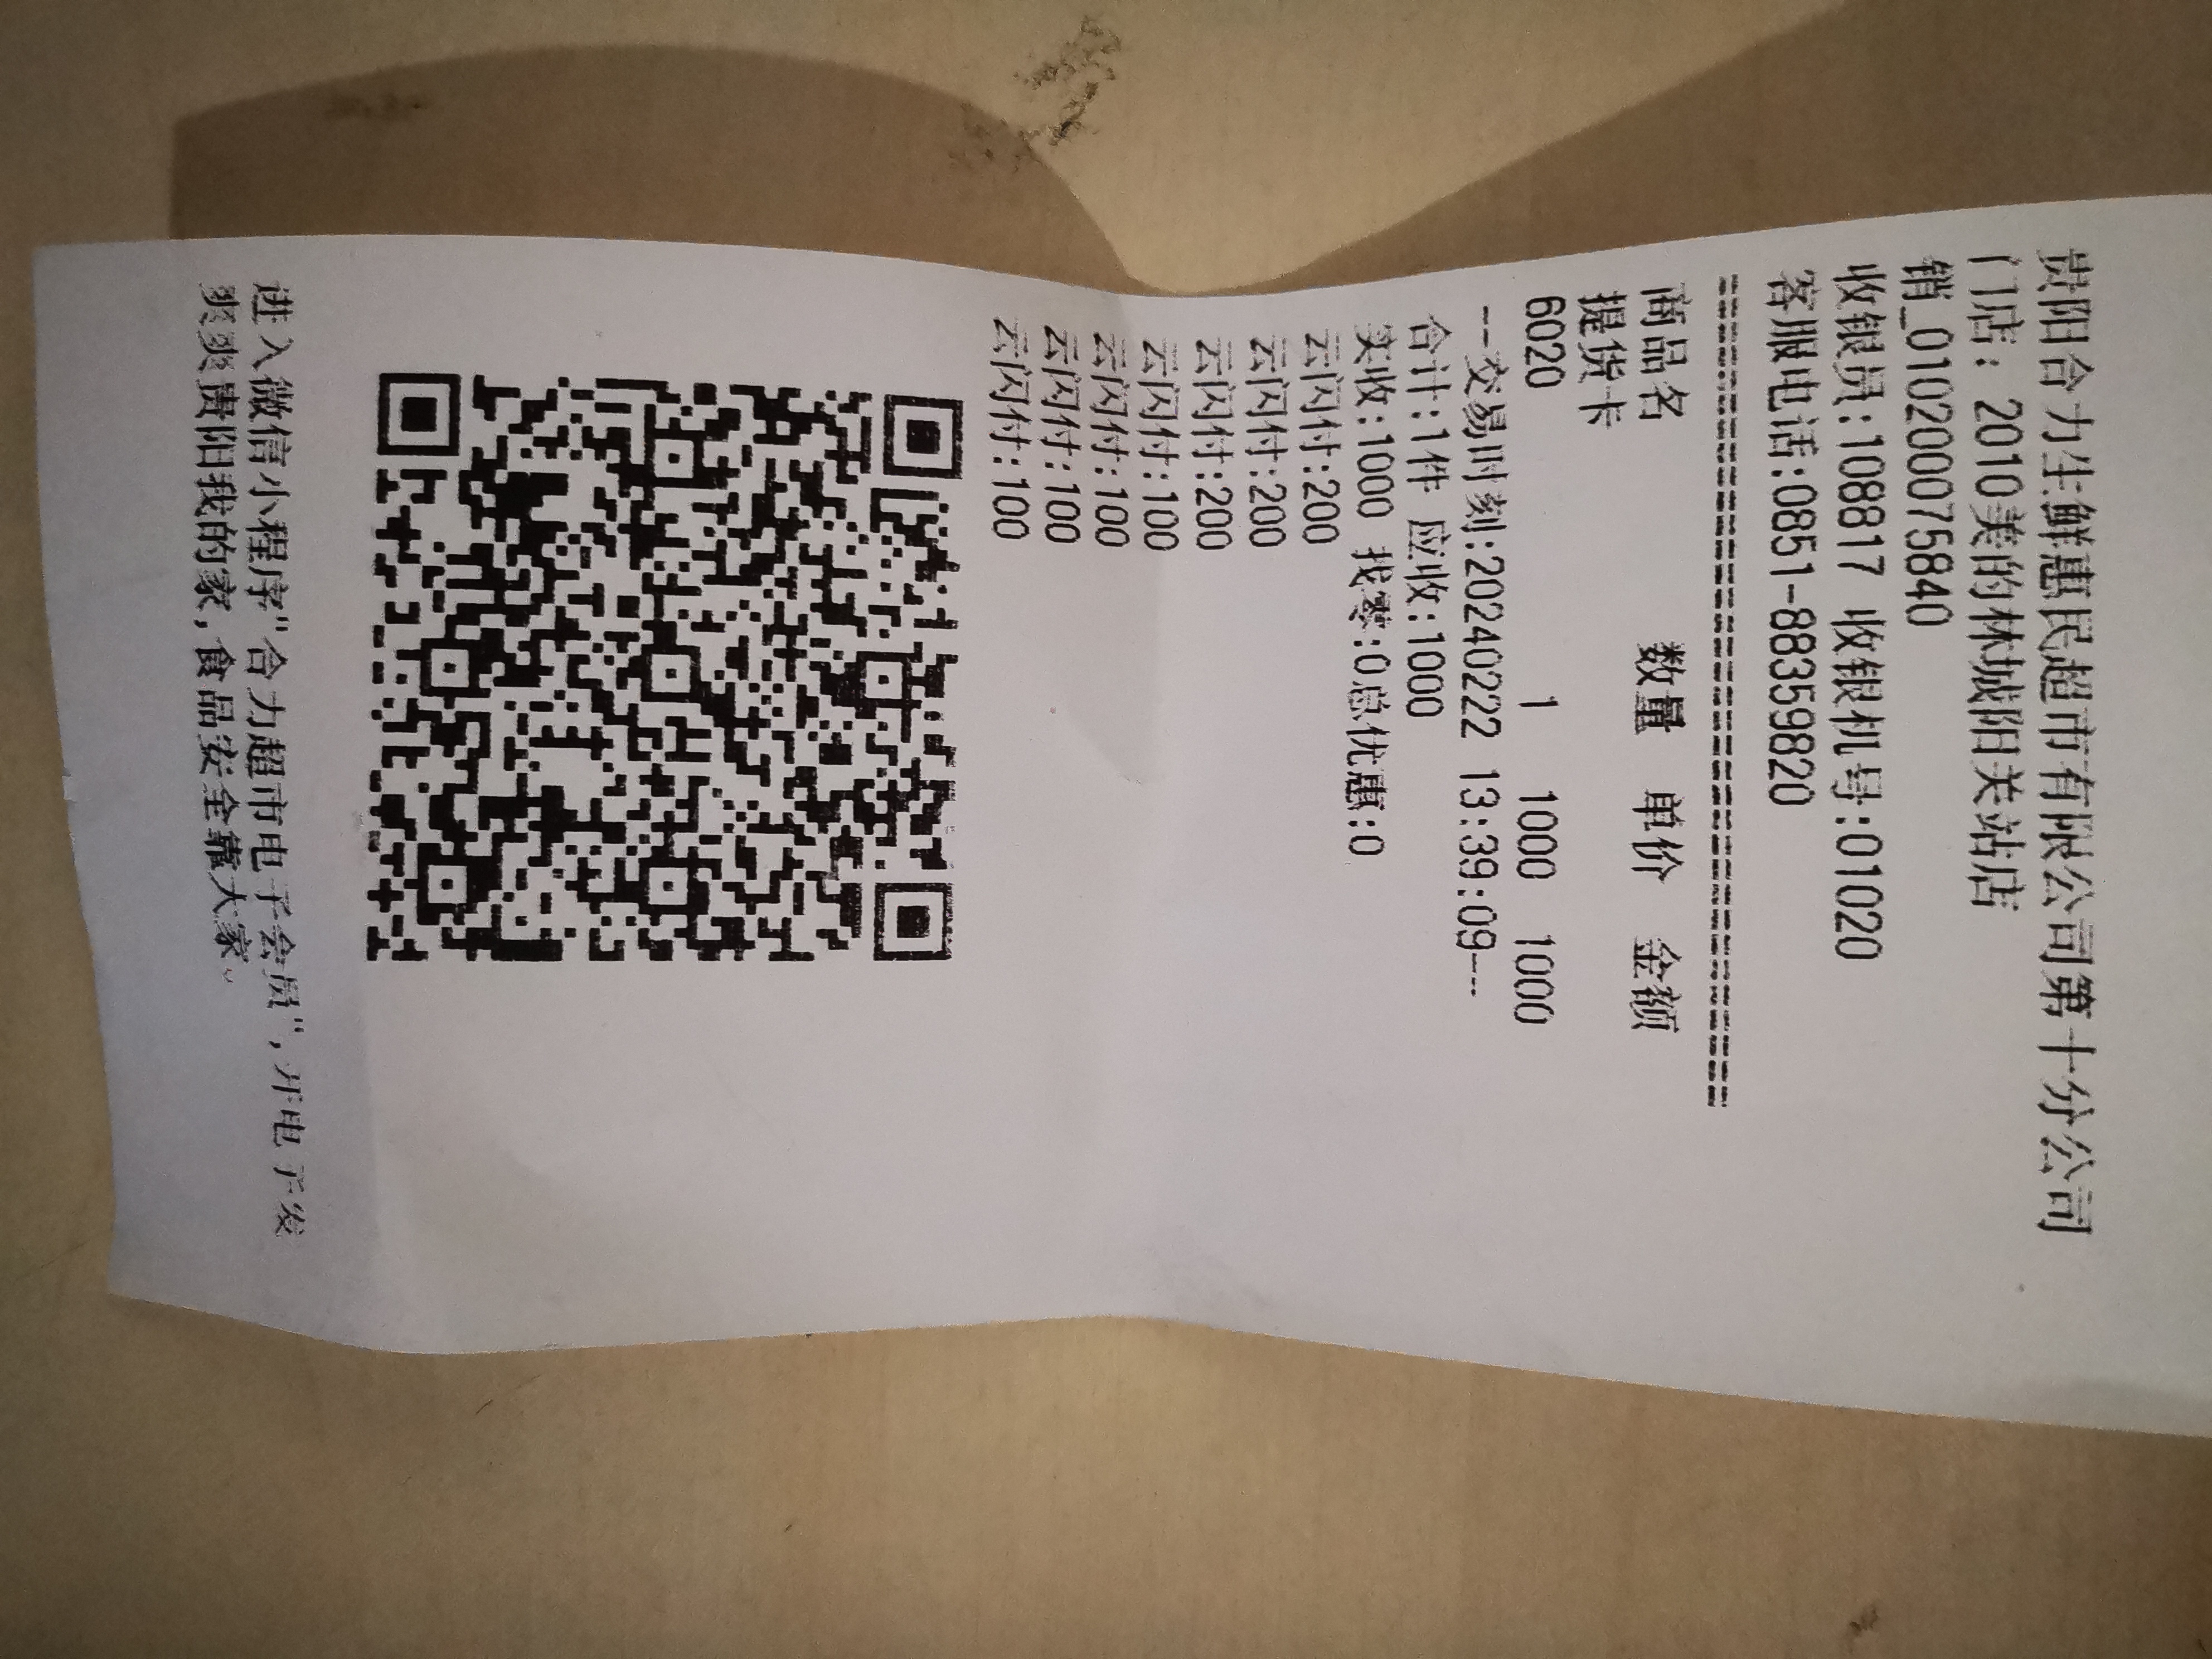 贵阳合力生鲜惠民超市有限公司第十分公司
门店: 2010美的林城阳关站店
销_010200075840
收银员:108817 收银机号:01020
客服电话:0851-883598820
================================
商品名 数量 单价 金额
提货卡
6020 1 1000 1000
--交易时刻:20240222 13:39:09---
合计:1件 应收:1000
实收:1000 找零:0总优惠:0
云闪付:200
云闪付:200
云闪付:200
云闪付:100
云闪付:100
云闪付:100
云闪付:100
进入微信小程序"合力超市电子会员",开电子发
爽爽贵阳我的家,食品安全靠大家。